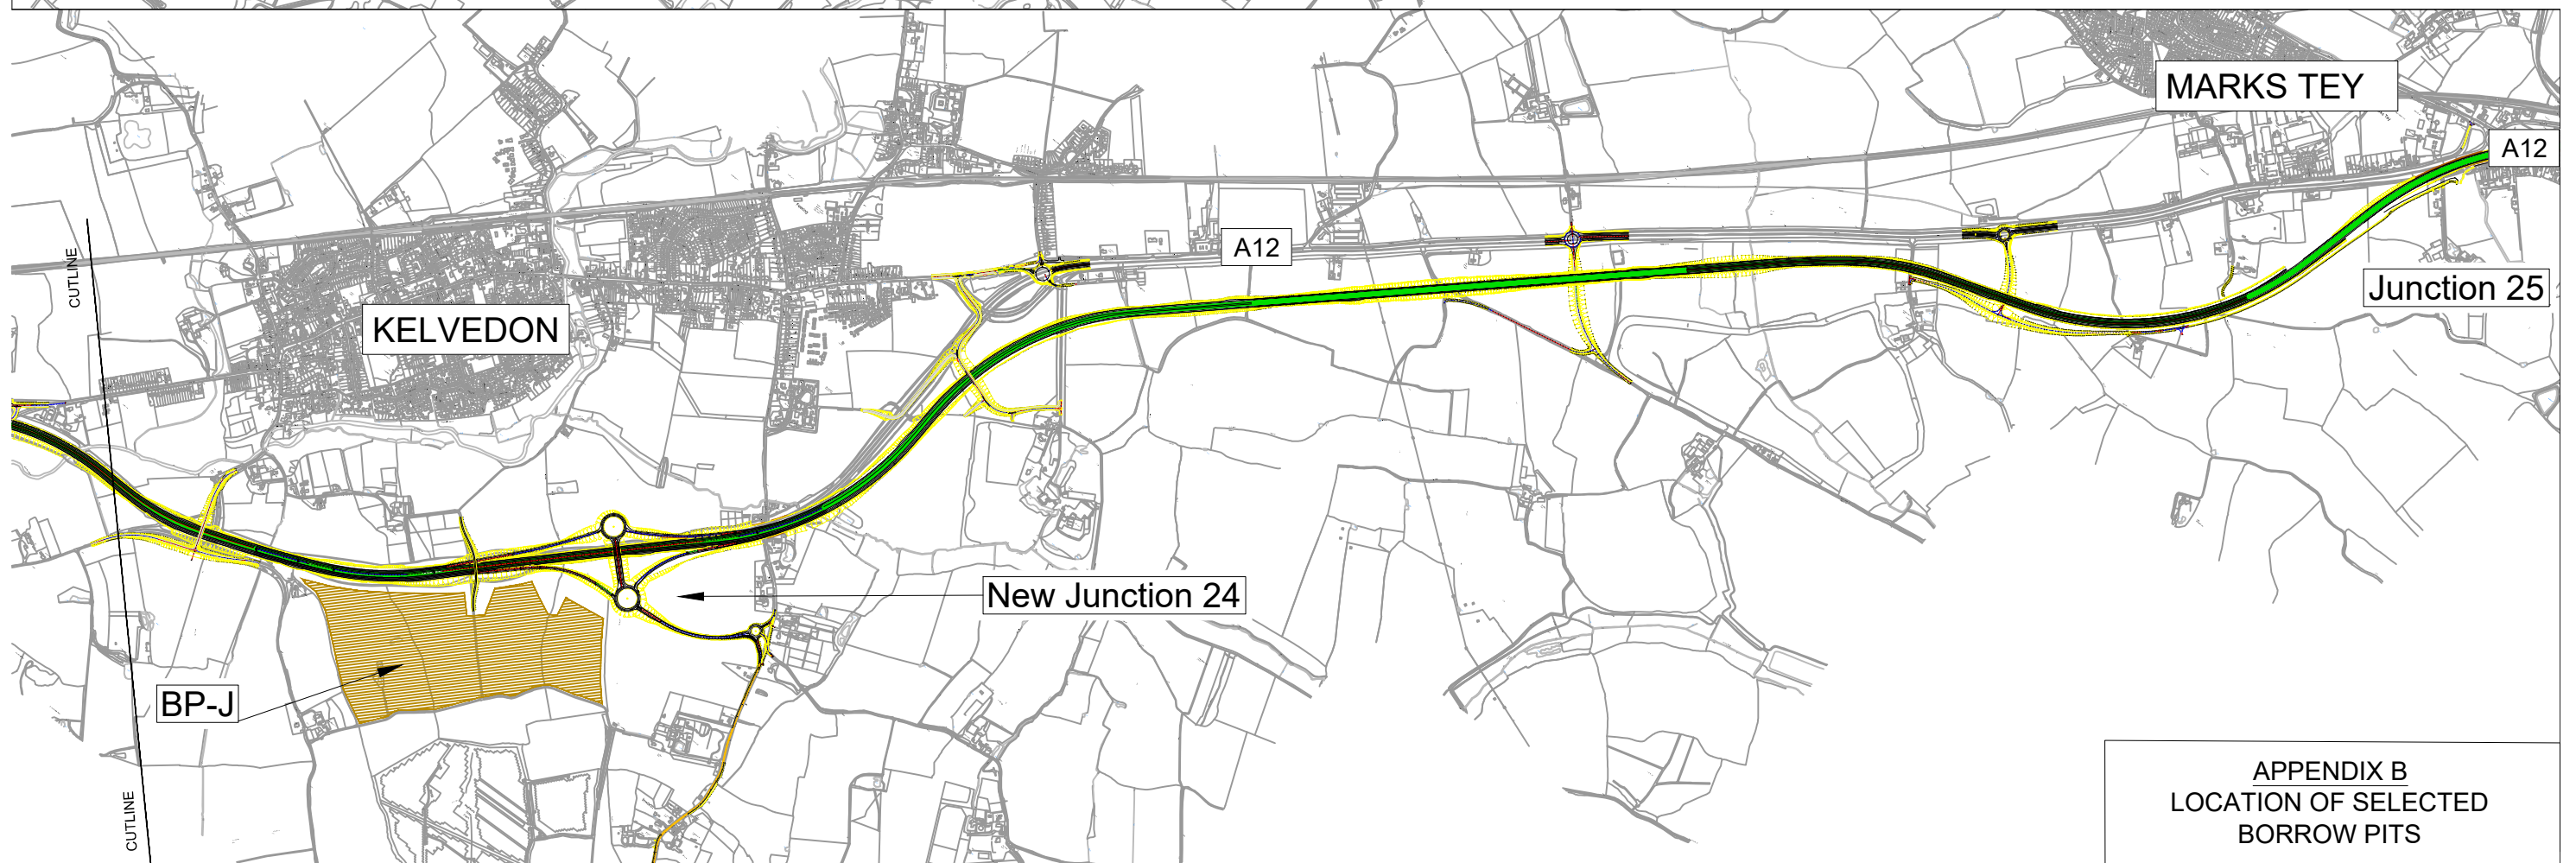 MARKS TEY
A12
CUTLINE
A12
Junction 25
KELVEDON
New Junction 24
BP-J
CUTLINE
APPENDIX B
LOCATION OF SELECTED
BORROW PITS